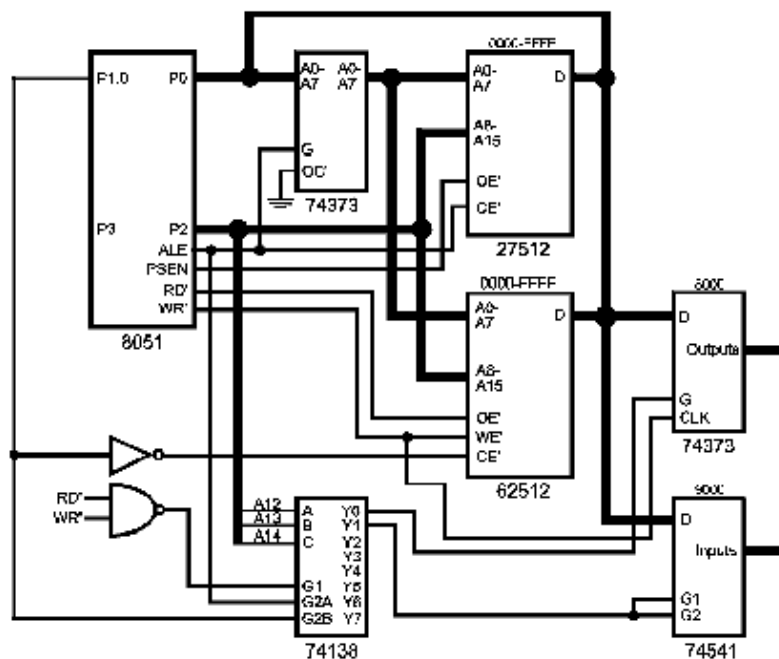 P1.0
P0
P3
P2
ALE
PSEN
RD'
WR'
8051
A0-
A7
A0-
A7
G
OC'
74373
0000-FFFF
A0-
A7
D
A8-
A15
OE'
CE'
27512
0000-FFFF
A0-
A7
D
A8-
A15
OE'
WE'
CE'
62512
8000
D
Outputs
G
CLK
74373
9000
D
Inputs
G1
G2
74541
RD'
WR'
A12
A13
A14
A
B
C
G1
G2A
G2B
Y0
Y1
Y2
Y3
Y4
Y5
Y6
Y7
74138